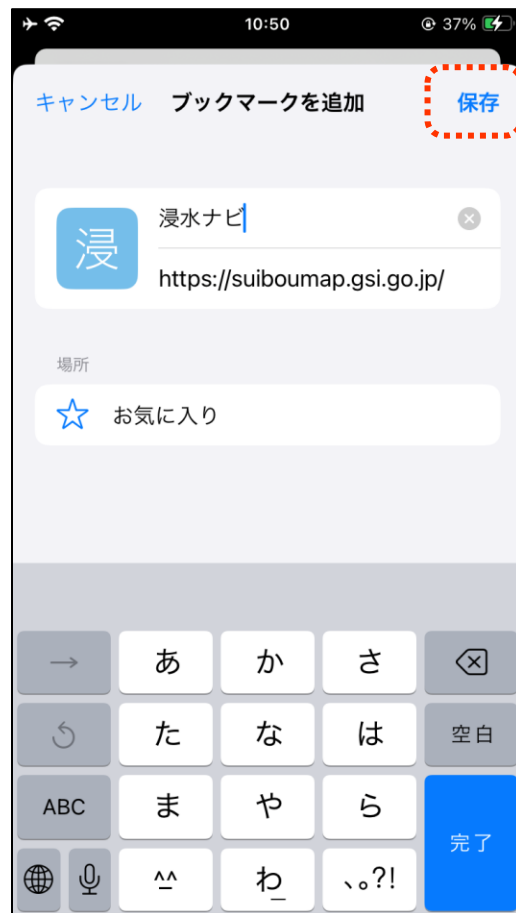 10:50
37%
キャンセル ブックマークを追加 保存
浸
浸水ナビ
https://suiboumap.gsi.go.jp/
場所
お気に入り
→ あ か さ
た な は 空白
ABC ま や ら 完了
^^ わ 、。?!